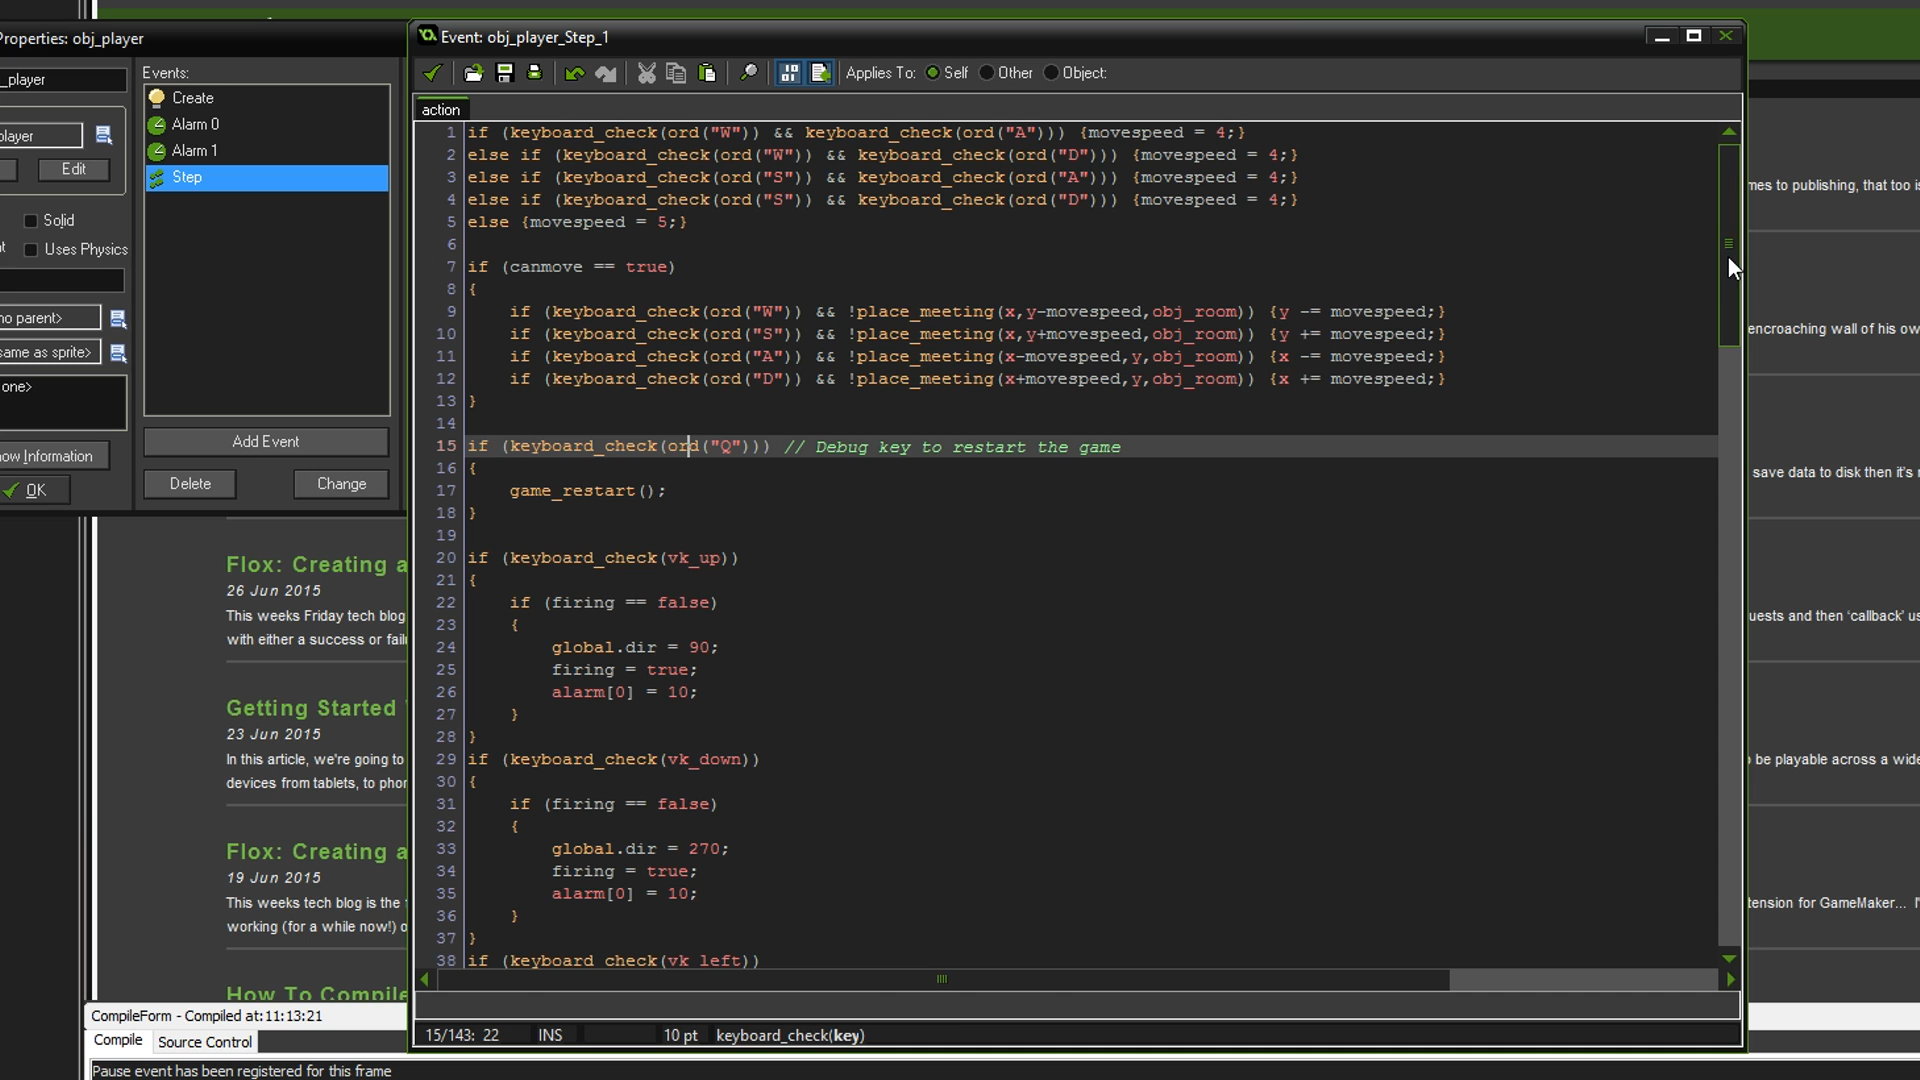 Properties: obj_player
_player
player
Edit
Solid
Uses Physics
no parent>
same as sprite>
one>
how Information
OK
Events:
Create
Alarm 0
Alarm 1
Step
Add Event
Delete
Change
Event: obj_player_Step_1
Applies To: Self Other Object:
action
1 if (keyboard_check(ord("W")) && keyboard_check(ord("A"))) {movespeed = 4;}
2 else if (keyboard_check(ord("W")) && keyboard_check(ord("D"))) {movespeed = 4;}
3 else if (keyboard_check(ord("S")) && keyboard_check(ord("A"))) {movespeed = 4;}
4 else if (keyboard_check(ord("S")) && keyboard_check(ord("D"))) {movespeed = 4;}
5 else {movespeed = 5;}
6
7 if (canmove == true)
8 {
9 if (keyboard_check(ord("W")) && !place_meeting(x,y-movespeed,obj_room)) {y -= movespeed;}
10 if (keyboard_check(ord("S")) && !place_meeting(x,y+movespeed,obj_room)) {y += movespeed;}
11 if (keyboard_check(ord("A")) && !place_meeting(x-movespeed,y,obj_room)) {x -= movespeed;}
12 if (keyboard_check(ord("D")) && !place_meeting(x+movespeed,y,obj_room)) {x += movespeed;}
13 }
14
15 if (keyboard_check(ord("Q"))) // Debug key to restart the game
16 {
17 game_restart();
18 }
19
20 if (keyboard_check(vk_up))
21 {
22 if (firing == false)
23 {
24 global.dir = 90;
25 firing = true;
26 alarm[0] = 10;
27 }
28 }
29 if (keyboard_check(vk_down))
30 {
31 if (firing == false)
32 {
33 global.dir = 270;
34 firing = true;
35 alarm[0] = 10;
36 }
37 }
38 if (keyboard_check(vk_left))
15/143: 22 INS 10 pt keyboard_check(key)
mes to publishing, that too is
encroaching wall of his ow
save data to disk then it's
uests and then ‘callback’ us
be playable across a wide
tension for GameMaker...
Flox: Creating a
26 Jun 2015
This weeks Friday tech blog
with either a success or failu
Getting Started
23 Jun 2015
In this article, we're going to
devices from tablets, to phon
Flox: Creating a
19 Jun 2015
This weeks tech blog is the
working (for a while now!) o
How To Compile
CompileForm - Compiled at:11:13:21
Compile Source Control
Pause event has been registered for this frame